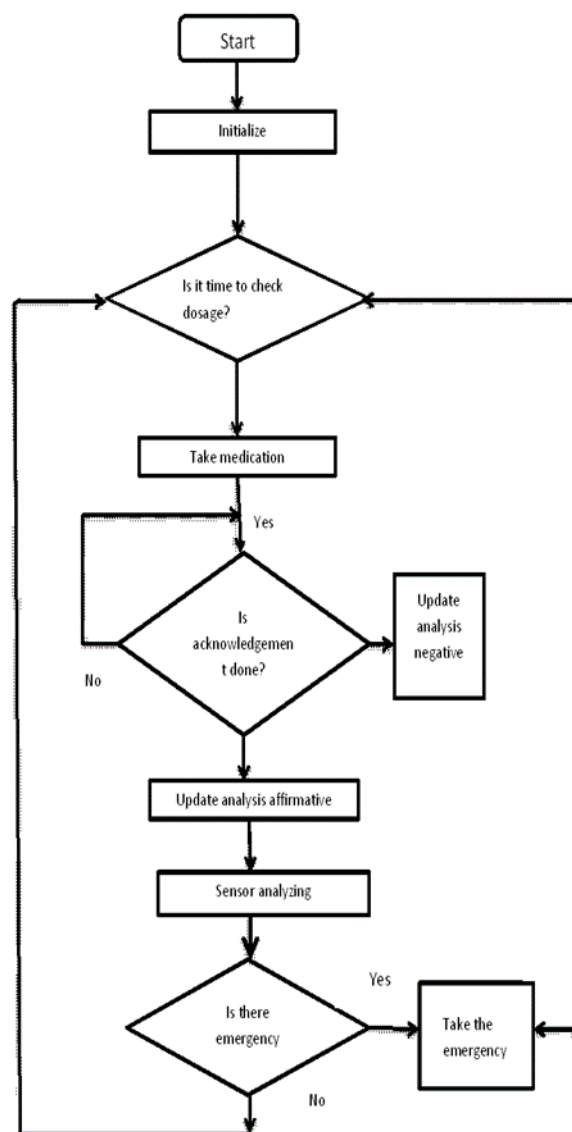 Start
Initialize
Is it time to check
dosage?
Take medication
Yes
Is
acknowledgemen
t done?
No
Update
analysis
negative
Update analysis affirmative
Sensor analyzing
Is there
emergency
Yes
Take the
emergency
No